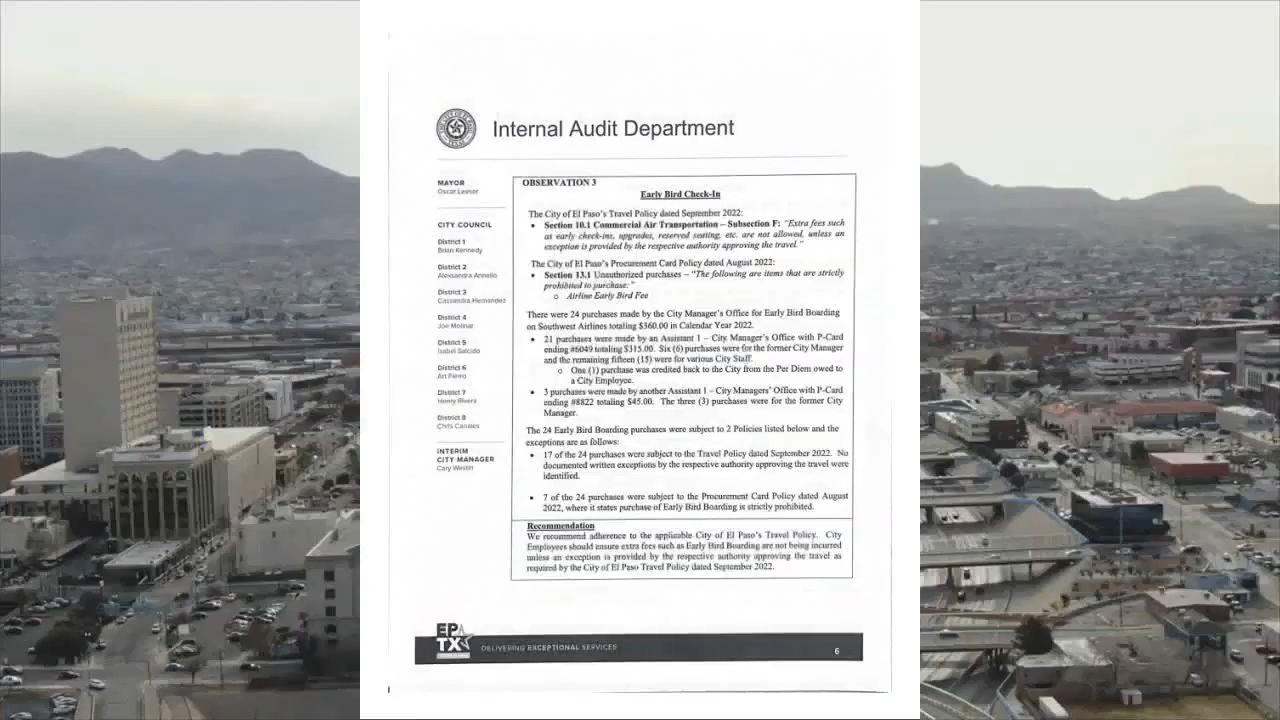 Internal Audit Department
MAYOR
Oscar Leeser
CITY COUNCIL
District 1
Brian Kennedy
District 2
Alexsandra Annello
District 3
Cassandra Hernandez
District 4
Joe Molinar
District 5
Isabel Salcido
District 6
Art Fierro
District 7
Henry Rivera
District 8
Chris Canales
INTERIM
CITY MANAGER
Cary Westin
OBSERVATION 3
Early Bird Check-In
The City of El Paso's Travel Policy dated September 2022:
• Section 10.1 Commercial Air Transportation – Subsection F: "Extra fees such
as early check-ins, upgrades, reserved seating, etc. are not allowed, unless an
exception is provided by the respective authority approving the travel."
The City of El Paso's Procurement Card Policy dated August 2022:
• Section 13.1 Unauthorized purchases – "The following are items that are strictly
prohibited to purchase:"
o Airline Early Bird Fee
There were 24 purchases made by the City Manager's Office for Early Bird Boarding
on Southwest Airlines totaling $360.00 in Calendar Year 2022.
• 21 purchases were made by an Assistant 1 – City Manager's Office with P-Card
ending #6049 totaling $315.00. Six (6) purchases were for the former City Manager
and the remaining fifteen (15) were for various City Staff.
o One (1) purchase was credited back to the City from the Per Diem owed to
a City Employee.
• 3 purchases were made by another Assistant 1 – City Managers' Office with P-Card
ending #8822 totaling $45.00. The three (3) purchases were for the former City
Manager.
The 24 Early Bird Boarding purchases were subject to 2 Policies listed below and the
exceptions are as follows:
• 17 of the 24 purchases were subject to the Travel Policy dated September 2022. No
documented written exceptions by the respective authority approving the travel were
identified.
• 7 of the 24 purchases were subject to the Procurement Card Policy dated August
2022, where it states purchase of Early Bird Boarding is strictly prohibited.
Recommendation
We recommend adherence to the applicable City of El Paso's Travel Policy. City
Employees should ensure extra fees such as Early Bird Boarding are not being incurred
unless an exception is provided by the respective authority approving the travel as
required by the City of El Paso Travel Policy dated September 2022.
EP
TX
DELIVERING EXCEPTIONAL SERVICES
6